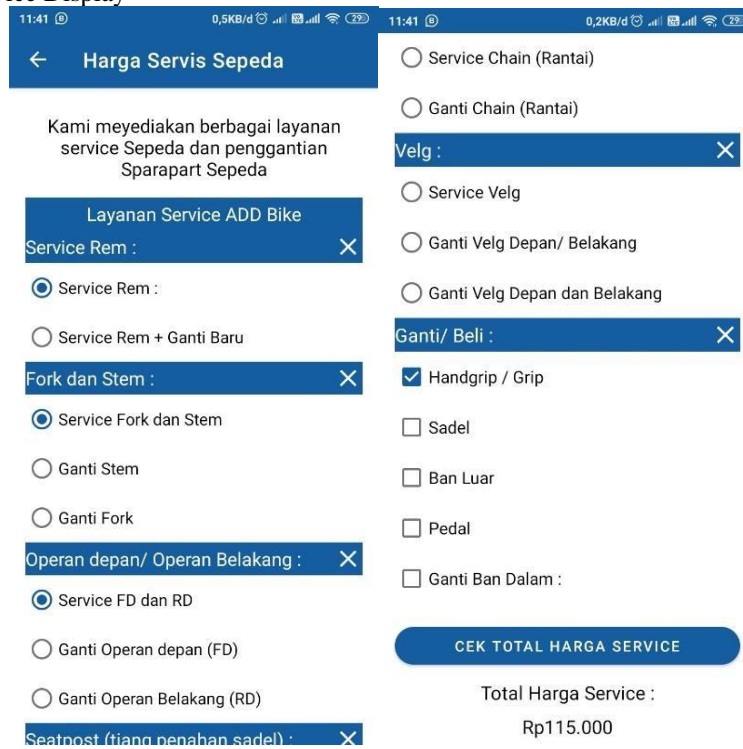 11:41 0,5KB/d 29
Harga Servis Sepeda
Kami meyediakan berbagai layanan
service Sepeda dan penggantian
Sparapart Sepeda
Layanan Service ADD Bike
Service Rem :
Service Rem :
Service Rem + Ganti Baru
Fork dan Stem :
Service Fork dan Stem
Ganti Stem
Ganti Fork
Operan depan/ Operan Belakang :
Service FD dan RD
Ganti Operan depan (FD)
Ganti Operan Belakang (RD)
Seatpost (tiang penahan sadel) :
11:41 0,2KB/d 29
Service Chain (Rantai)
Ganti Chain (Rantai)
Velg :
Service Velg
Ganti Velg Depan/ Belakang
Ganti Velg Depan dan Belakang
Ganti/ Beli :
Handgrip / Grip
Sadel
Ban Luar
Pedal
Ganti Ban Dalam :
CEK TOTAL HARGA SERVICE
Total Harga Service :
Rp115.000